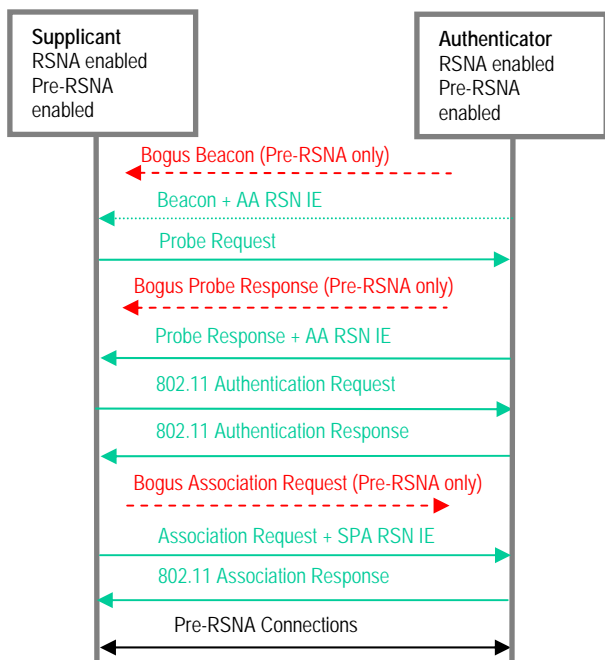 Supplicant
RSNA enabled
Pre-RSNA
enabled
Authenticator
RSNA enabled
Pre-RSNA
enabled
Bogus Beacon (Pre-RSNA only)
Beacon + AA RSN IE
Probe Request
Bogus Probe Response (Pre-RSNA only)
Probe Response + AA RSN IE
802.11 Authentication Request
802.11 Authentication Response
Bogus Association Request (Pre-RSNA only)
Association Request + SPA RSN IE
802.11 Association Response
Pre-RSNA Connections